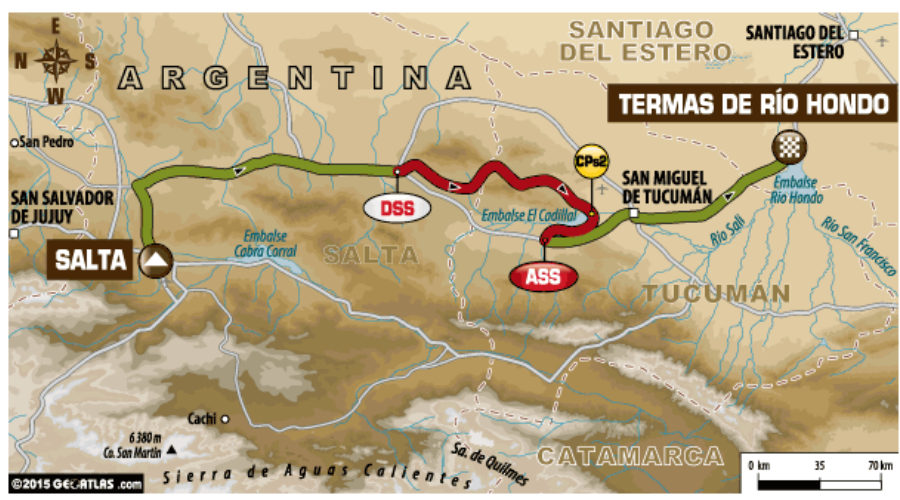 SANTIAGO
DEL ESTERO
SANTIAGO DEL
ESTERO
E
N S
W
ARGENTINA
TERMAS DE RÍO HONDO
San Pedro
CPs2
SAN MIGUEL
DE TUCUMÁN
Embalse
Río Hondo
SAN SALVADOR
DE JUJUY
DSS
Embalse El Cadillal
Río Salí
Río San Francisco
Embalse
Cabra Corral
SALTA
SALTA
ASS
TUCUMÁN
Cachi
6 380 m
Co. San Martin
Sierra de Aguas Calientes
Sa. de Quilmes
CATAMARCA
0 km 35 70 km
©2015 GEOATLAS.com